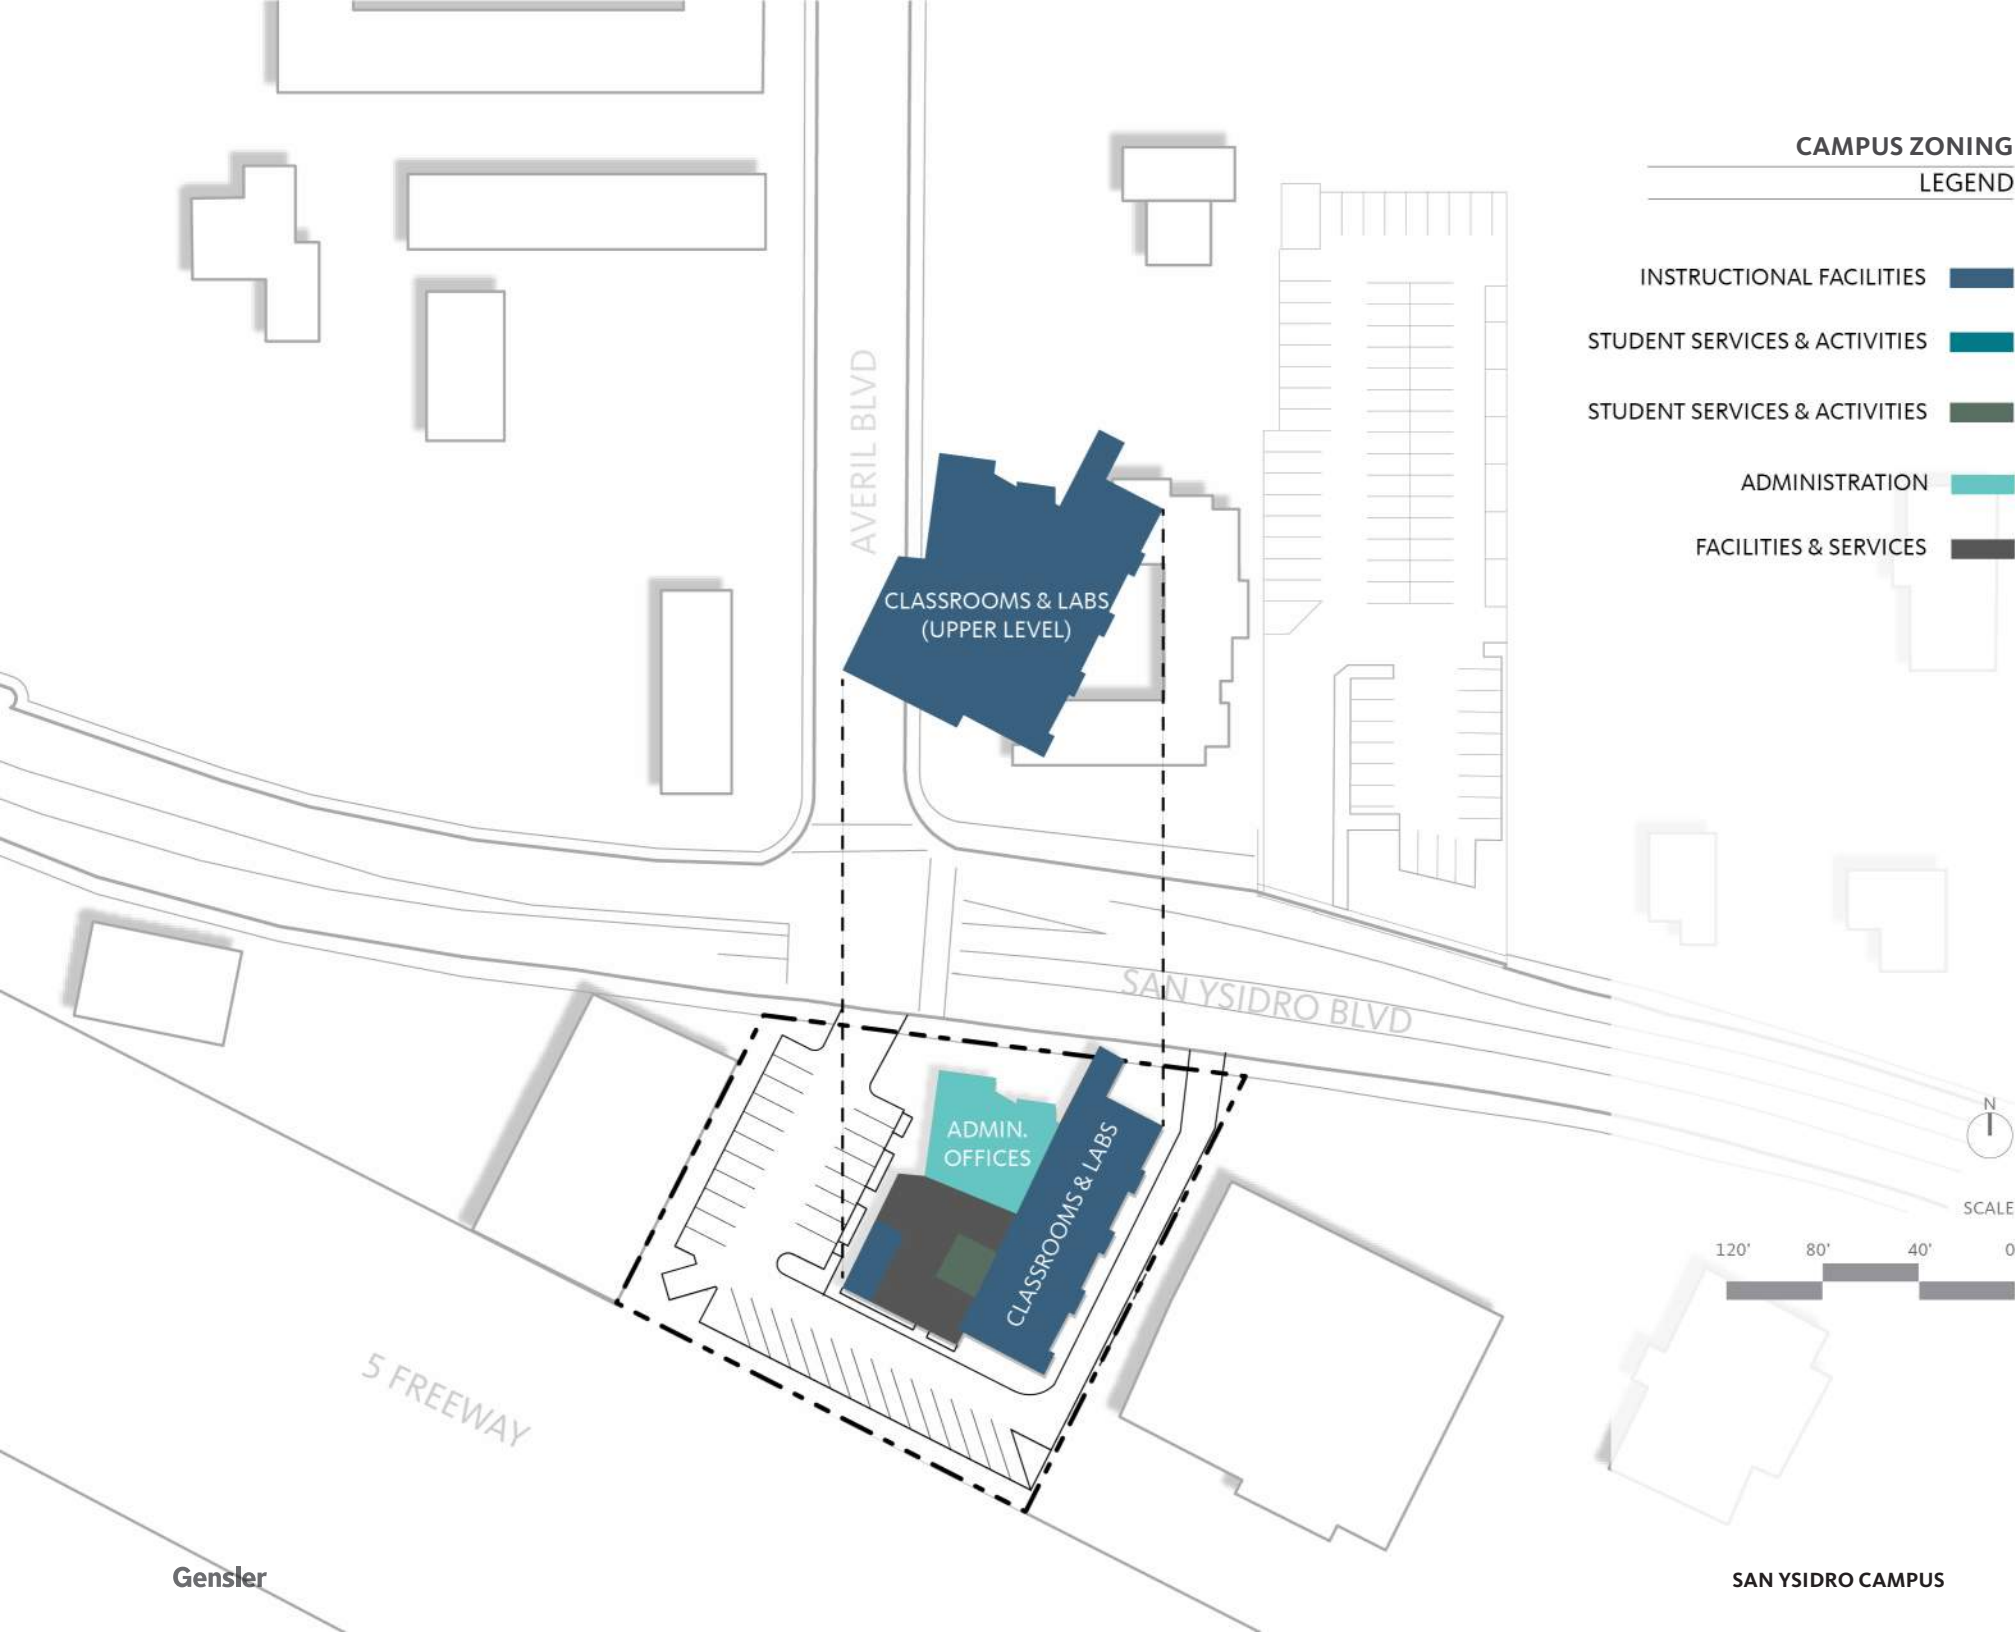 CAMPUS ZONING
LEGEND
INSTRUCTIONAL FACILITIES
STUDENT SERVICES & ACTIVITIES
STUDENT SERVICES & ACTIVITIES
ADMINISTRATION
FACILITIES & SERVICES
AVERIL BLVD
CLASSROOMS & LABS
(UPPER LEVEL)
SAN YSIDRO BLVD
ADMIN.
OFFICES
CLASSROOMS & LABS
5 FREEWAY
N
SCALE
120' 80' 40' 0
Gensler
SAN YSIDRO CAMPUS